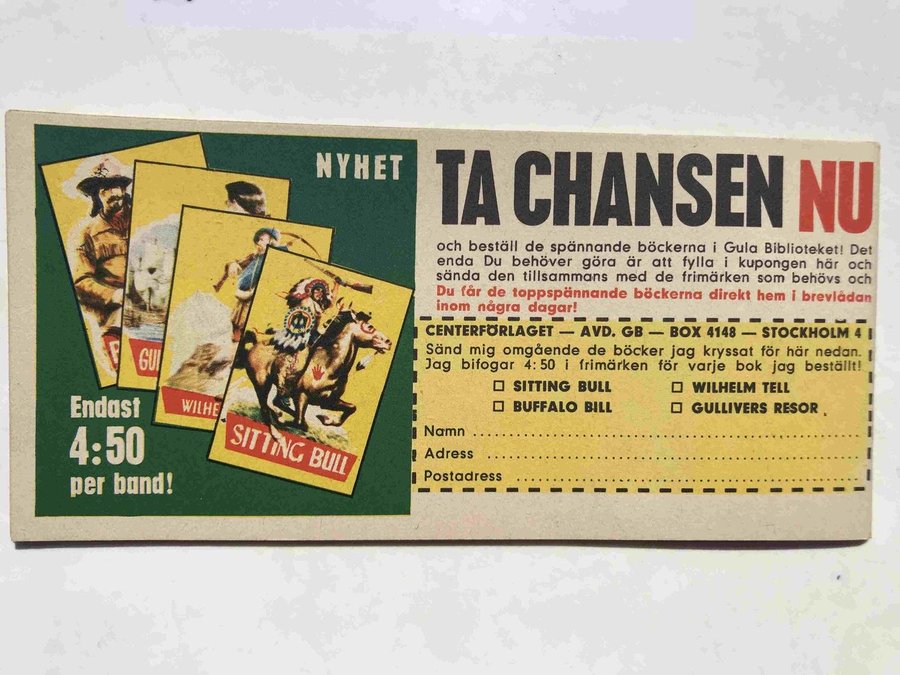 NYHET
GUL
WILHE
SITTING BULL
Endast
4:50
per band!
TA CHANSEN NU
och beställ de spännande böckerna i Gula Biblioteket! Det
enda Du behöver göra är att fylla i kupongen här och
sända den tillsammans med de frimärken som behövs och
Du får de toppspännande böckerna direkt hem i brevlådan
inom några dagar!
CENTERFÖRLAGET — AVD. GB — BOX 4148 — STOCKHOLM 4
Sänd mig omgående de böcker jag kryssat för här nedan.
Jag bifogar 4:50 i frimärken för varje bok jag beställt!
□ SITTING BULL □ WILHELM TELL
□ BUFFALO BILL □ GULLIVERS RESOR
Namn
Adress
Postadress